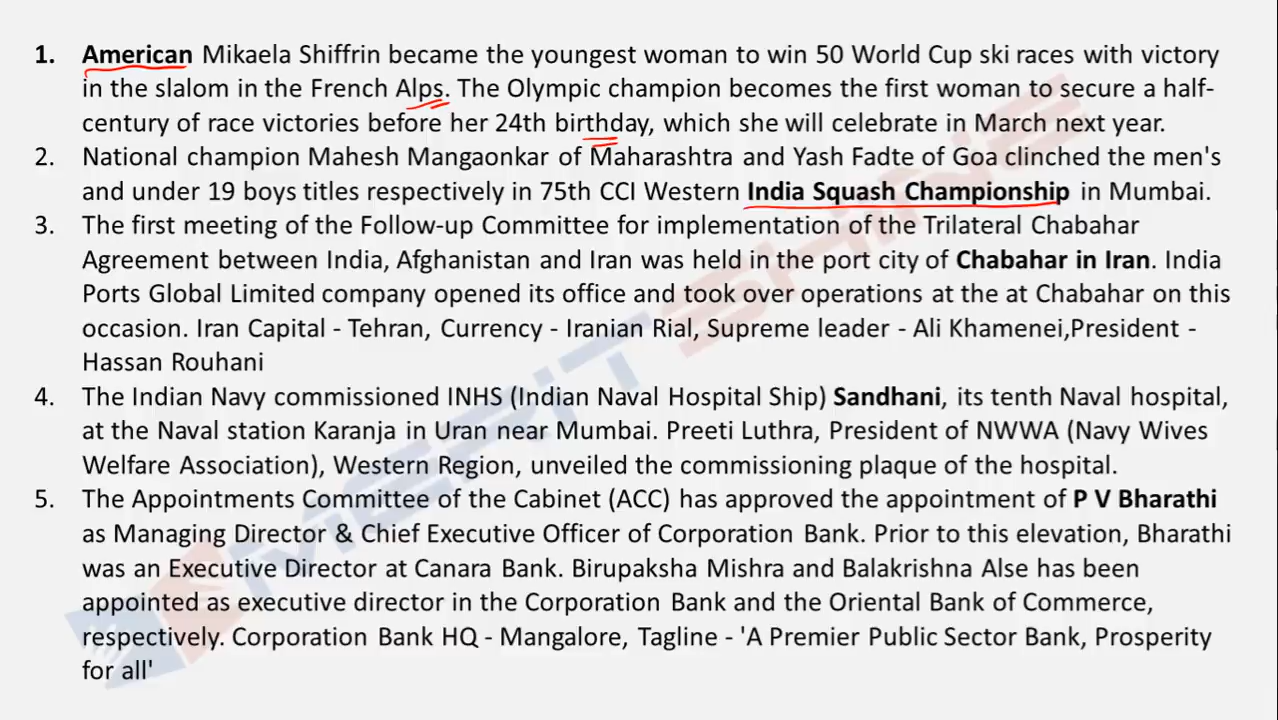 1. American Mikaela Shiffrin became the youngest woman to win 50 World Cup ski races with victory
in the slalom in the French Alps. The Olympic champion becomes the first woman to secure a half-
century of race victories before her 24th birthday, which she will celebrate in March next year.
2. National champion Mahesh Mangaonkar of Maharashtra and Yash Fadte of Goa clinched the men's
and under 19 boys titles respectively in 75th CCI Western India Squash Championship in Mumbai.
3. The first meeting of the Follow-up Committee for implementation of the Trilateral Chabahar
Agreement between India, Afghanistan and Iran was held in the port city of Chabahar in Iran. India
Ports Global Limited company opened its office and took over operations at the at Chabahar on this
occasion. Iran Capital - Tehran, Currency - Iranian Rial, Supreme leader - Ali Khamenei,President -
Hassan Rouhani
4. The Indian Navy commissioned INHS (Indian Naval Hospital Ship) Sandhani, its tenth Naval hospital,
at the Naval station Karanja in Uran near Mumbai. Preeti Luthra, President of NWWA (Navy Wives
Welfare Association), Western Region, unveiled the commissioning plaque of the hospital.
5. The Appointments Committee of the Cabinet (ACC) has approved the appointment of P V Bharathi
as Managing Director & Chief Executive Officer of Corporation Bank. Prior to this elevation, Bharathi
was an Executive Director at Canara Bank. Birupaksha Mishra and Balakrishna Alse has been
appointed as executive director in the Corporation Bank and the Oriental Bank of Commerce,
respectively. Corporation Bank HQ - Mangalore, Tagline - 'A Premier Public Sector Bank, Prosperity
for all'
MERIT SHINE